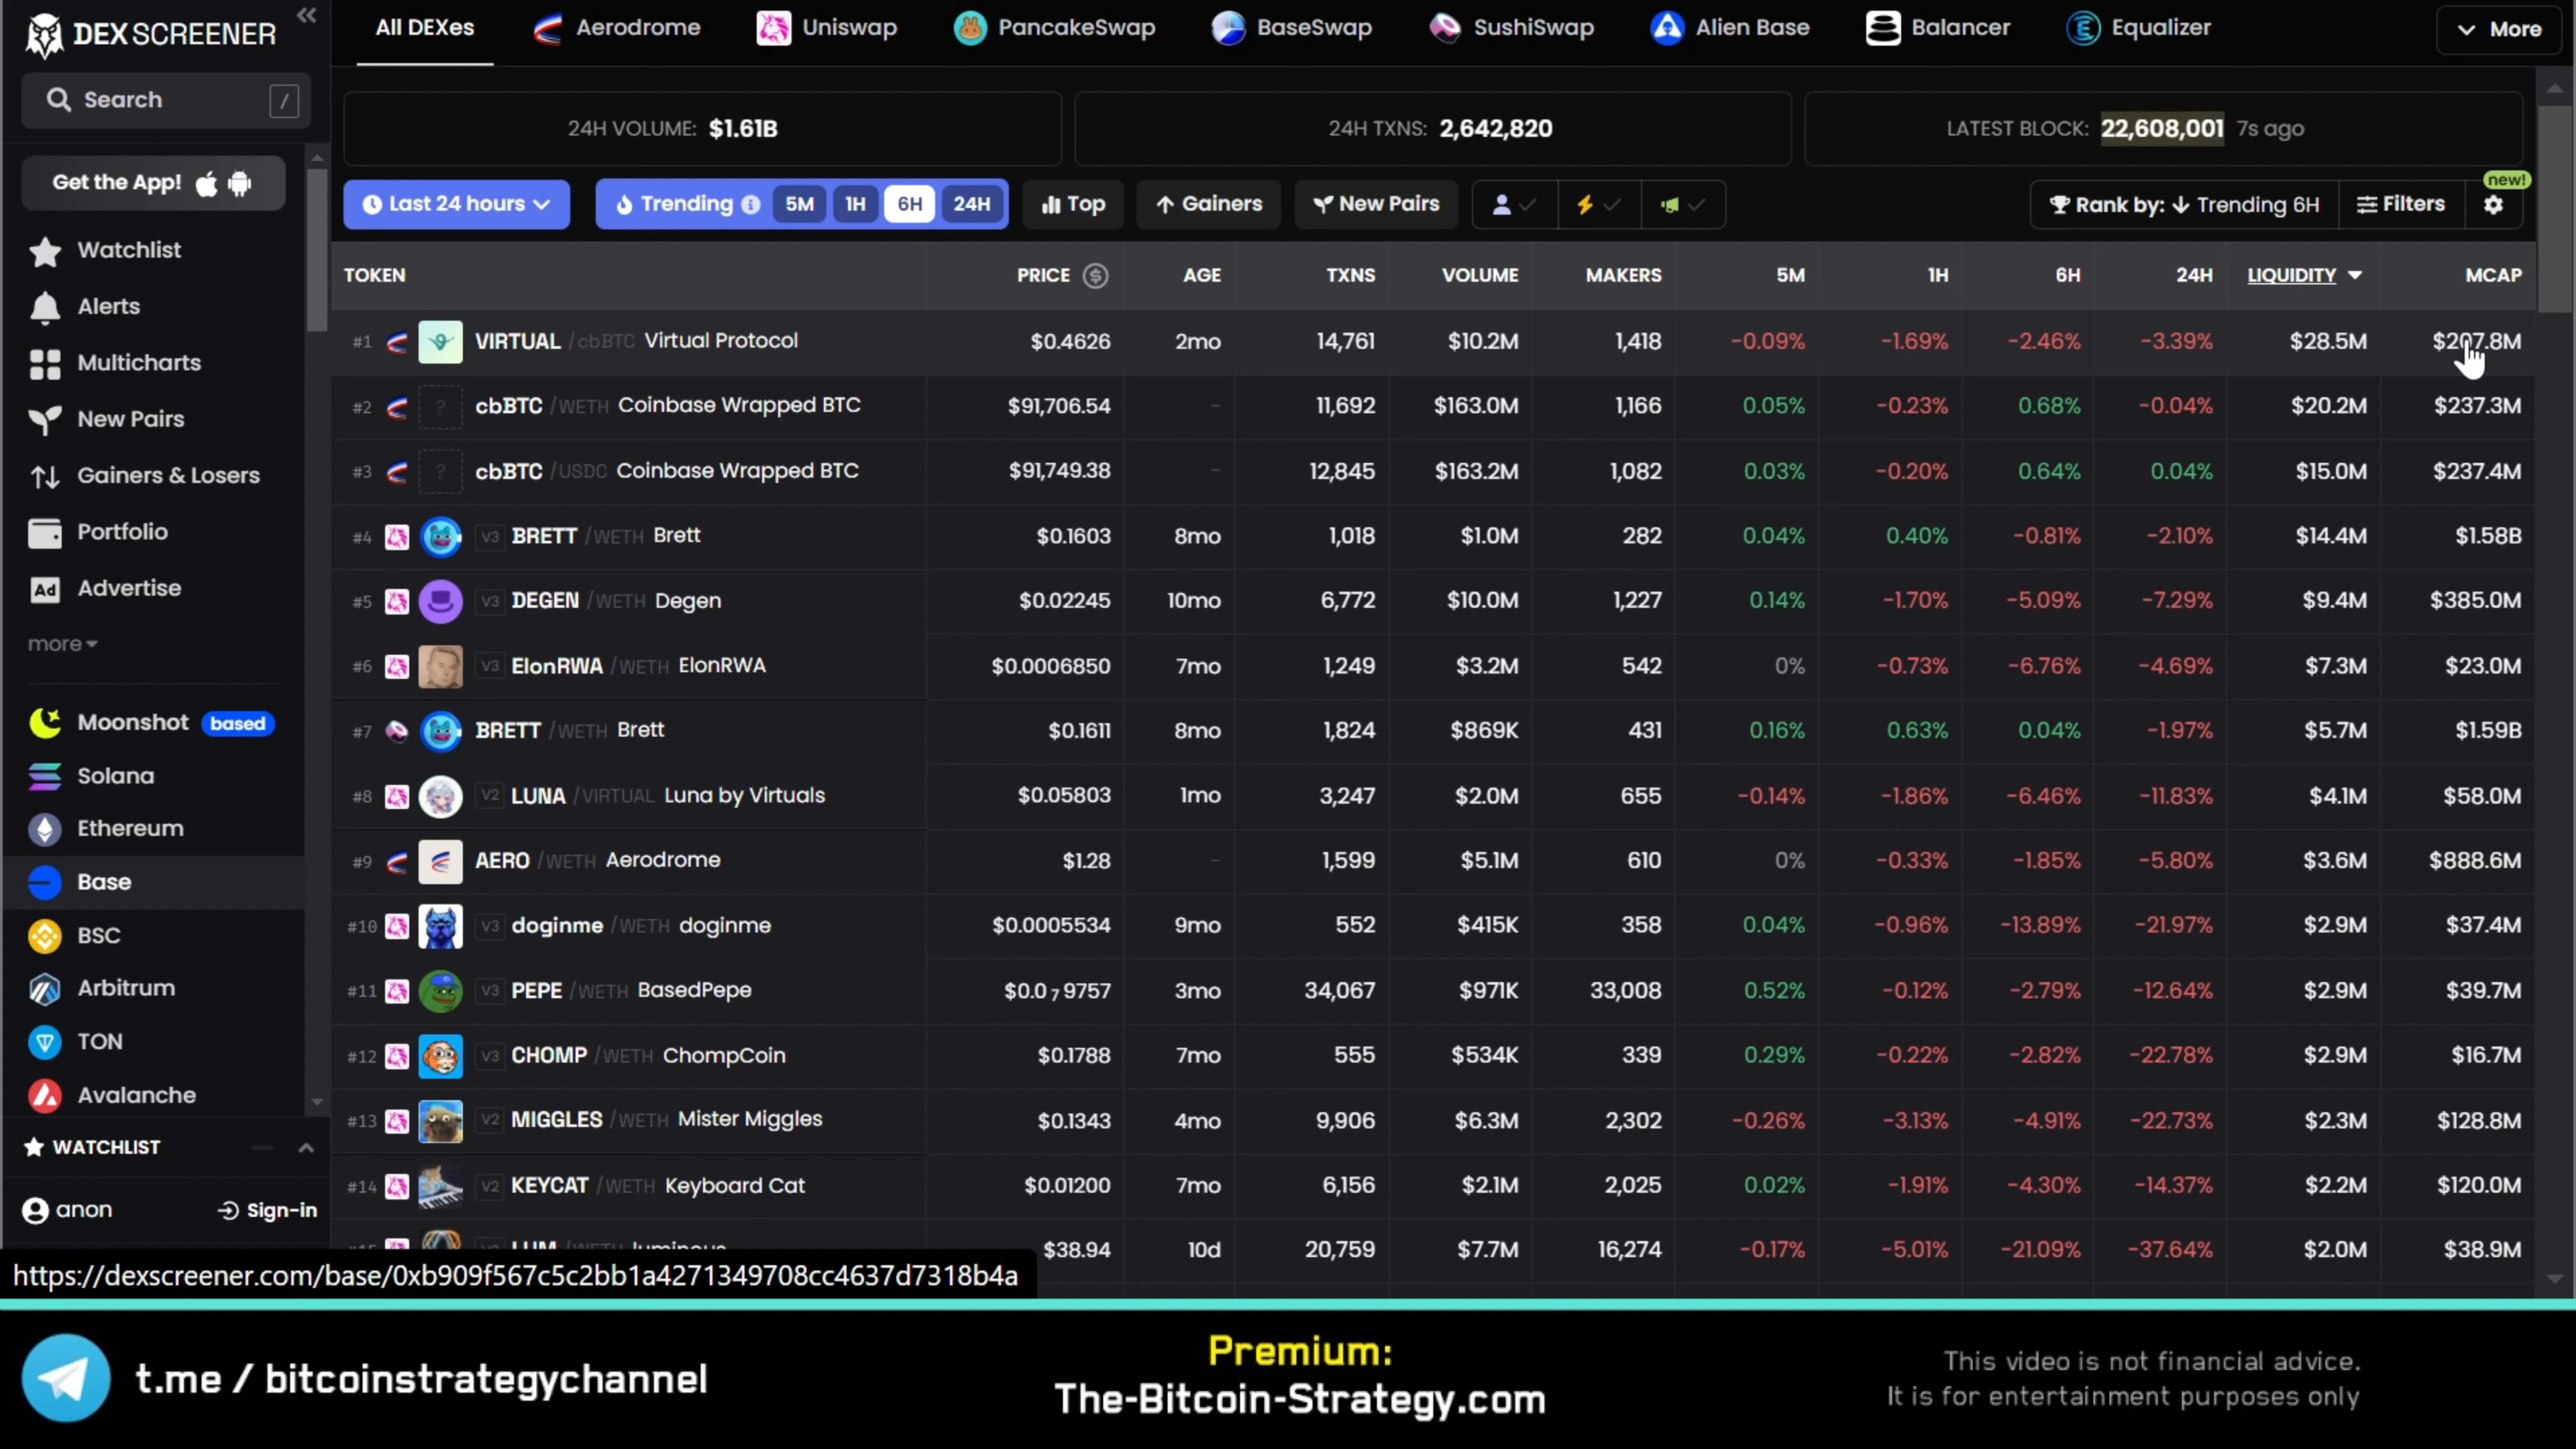 DEX SCREENER
Search /
Get the App!
Watchlist
Alerts
Multicharts
New Pairs
Gainers & Losers
Portfolio
Ad Advertise
more
Moonshot based
Solana
Ethereum
Base
BSC
Arbitrum
TON
Avalanche
WATCHLIST
anon Sign-in
All DEXes Aerodrome Uniswap PancakeSwap BaseSwap SushiSwap Alien Base Balancer Equalizer More
24H VOLUME: $1.61B 24H TXNS: 2,642,820 LATEST BLOCK: 22,608,001 7s ago
new!
Last 24 hours Trending 5M 1H 6H 24H Top Gainers New Pairs Rank by: Trending 6H Filters
TOKEN PRICE AGE TXNS VOLUME MAKERS 5M 1H 6H 24H LIQUIDITY MCAP
#1 VIRTUAL /cbBTC Virtual Protocol $0.4626 2mo 14,761 $10.2M 1,418 -0.09% -1.69% -2.46% -3.39% $28.5M $207.8M
#2 ? cbBTC /WETH Coinbase Wrapped BTC $91,706.54 - 11,692 $163.0M 1,166 0.05% -0.23% 0.68% -0.04% $20.2M $237.3M
#3 ? cbBTC /USDC Coinbase Wrapped BTC $91,749.38 - 12,845 $163.2M 1,082 0.03% -0.20% 0.64% 0.04% $15.0M $237.4M
#4 V3 BRETT /WETH Brett $0.1603 8mo 1,018 $1.0M 282 0.04% 0.40% -0.81% -2.10% $14.4M $1.58B
#5 V3 DEGEN /WETH Degen $0.02245 10mo 6,772 $10.0M 1,227 0.14% -1.70% -5.09% -7.29% $9.4M $385.0M
#6 V3 ElonRWA /WETH ElonRWA $0.0006850 7mo 1,249 $3.2M 542 0% -0.73% -6.76% -4.69% $7.3M $23.0M
#7 BRETT /WETH Brett $0.1611 8mo 1,824 $869K 431 0.16% 0.63% 0.04% -1.97% $5.7M $1.59B
#8 V2 LUNA /VIRTUAL Luna by Virtuals $0.05803 1mo 3,247 $2.0M 655 -0.14% -1.86% -6.46% -11.83% $4.1M $58.0M
#9 AERO /WETH Aerodrome $1.28 - 1,599 $5.1M 610 0% -0.33% -1.85% -5.80% $3.6M $888.6M
#10 V3 doginme /WETH doginme $0.0005534 9mo 552 $415K 358 0.04% -0.96% -13.89% -21.97% $2.9M $37.4M
#11 V3 PEPE /WETH BasedPepe $0.0₇9757 3mo 34,067 $971K 33,008 0.52% -0.12% -2.79% -12.64% $2.9M $39.7M
#12 V3 CHOMP /WETH ChompCoin $0.1788 7mo 555 $534K 339 0.29% -0.22% -2.82% -22.78% $2.9M $16.7M
#13 V2 MIGGLES /WETH Mister Miggles $0.1343 4mo 9,906 $6.3M 2,302 -0.26% -3.13% -4.91% -22.73% $2.3M $128.8M
#14 V2 KEYCAT /WETH Keyboard Cat $0.01200 7mo 6,156 $2.1M 2,025 0.02% -1.91% -4.30% -14.37% $2.2M $120.0M
LUM /WETH luminous $38.94 10d 20,759 $7.7M 16,274 -0.17% -5.01% -21.09% -37.64% $2.0M $38.9M
https://dexscreener.com/base/0xb909f567c5c2bb1a4271349708cc4637d7318b4a
t.me / bitcoinstrategychannel
Premium:
The-Bitcoin-Strategy.com
This video is not financial advice.
It is for entertainment purposes only